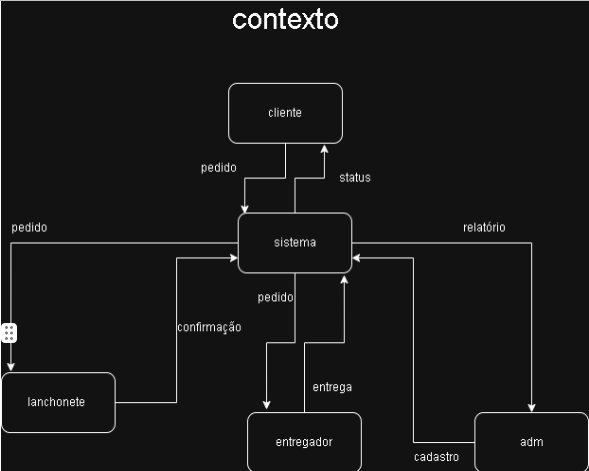 contexto
cliente
pedido
status
sistema
pedido
relatório
pedido
confirmação
entrega
lanchonete
entregador
adm
cadastro